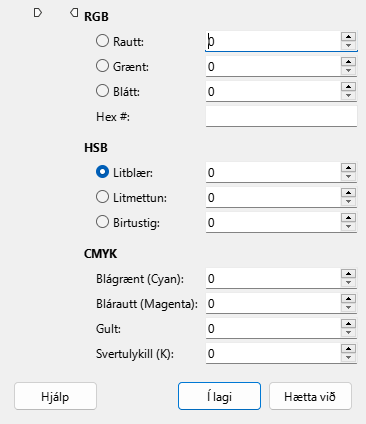 RGB
Rautt: 0
Grænt: 0
Blátt: 0
Hex #:
HSB
Litblær: 0
Litmettun: 0
Birtustig: 0
CMYK
Blágrænt (Cyan): 0
Blárautt (Magenta): 0
Gult: 0
Svertulykill (K): 0
Hjálp Í lagi Hætta við